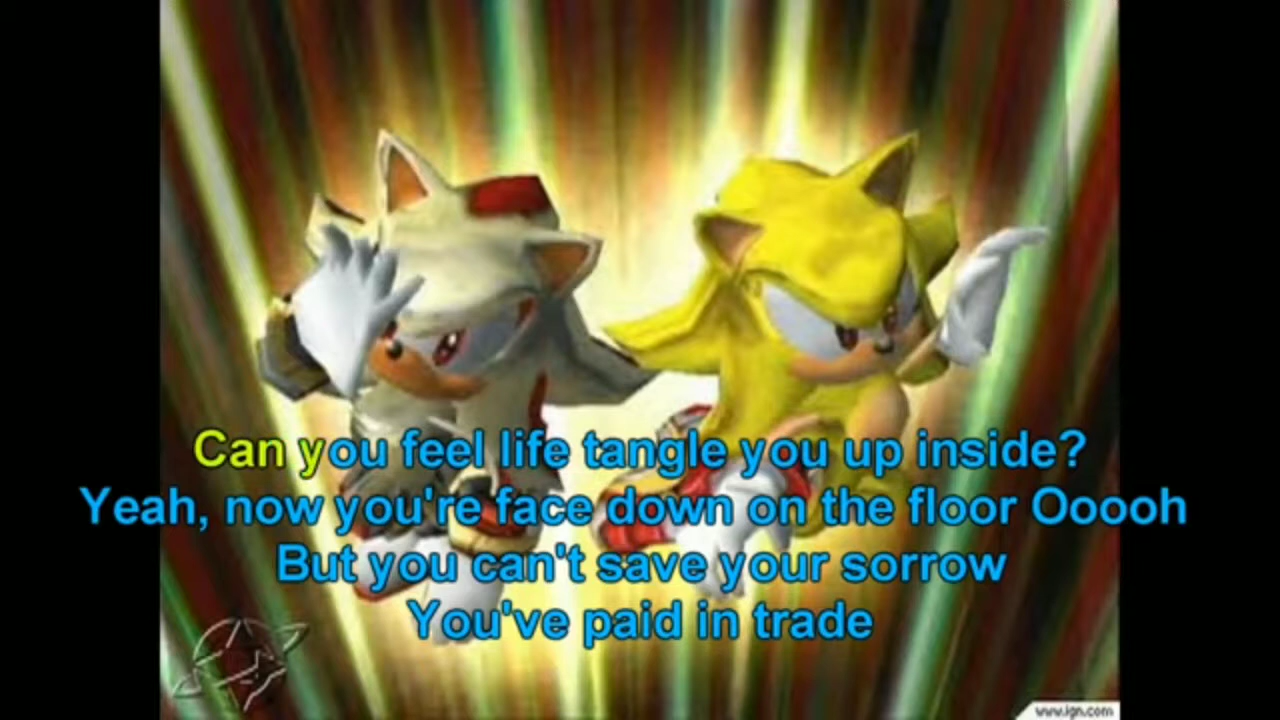 Can you feel life tangle you up inside?
Yeah, now you're face down on the floor Ooooh
But you can't save your sorrow
You've paid in trade
www.ign.com